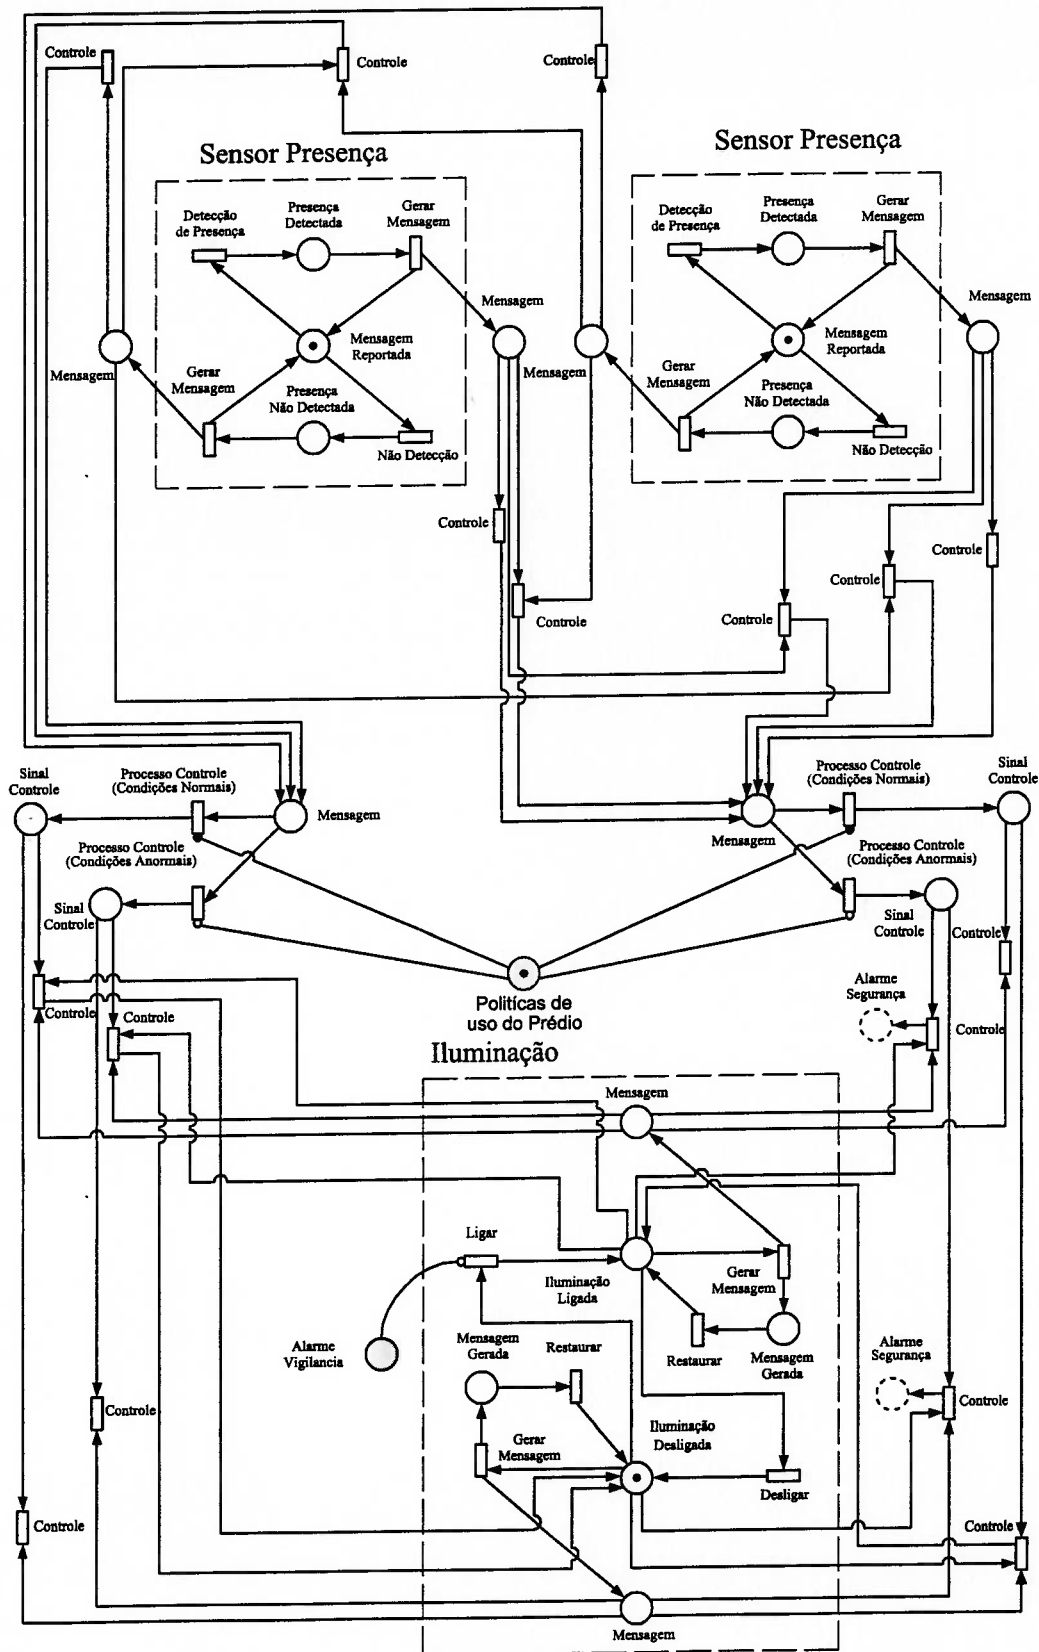 Controle
Controle
Controle
Sensor Presença
Sensor Presença
Detecção
de Presença
Presença
Detectada
Gerar
Mensagem
Detecção
de Presença
Presença
Detectada
Gerar
Mensagem
Mensagem
Mensagem
Mensagem
Reportada
Mensagem
Reportada
Mensagem
Gerar
Mensagem
Presença
Não Detectada
Mensagem
Gerar
Mensagem
Presença
Não Detectada
Não Detecção
Não Detecção
Controle
Controle
Controle
Controle
Controle
Sinal
Controle
Processo Controle
(Condições Normais)
Mensagem
Processo Controle
(Condições Normais)
Sinal
Controle
Mensagem
Processo Controle
(Condições Anormais)
Processo Controle
(Condições Anormais)
Sinal
Controle
Sinal
Controle
Controle
Alarme
Segurança
Controle
Controle
Controle
Politícas de
uso do Prédio
Iluminação
Mensagem
Ligar
Iluminação
Ligada
Gerar
Mensagem
Alarme
Vigilancia
Mensagem
Gerada
Restaurar
Restaurar
Mensagem
Gerada
Alarme
Segurança
Controle
Controle
Iluminação
Desligada
Gerar
Mensagem
Desligar
Controle
Controle
Mensagem